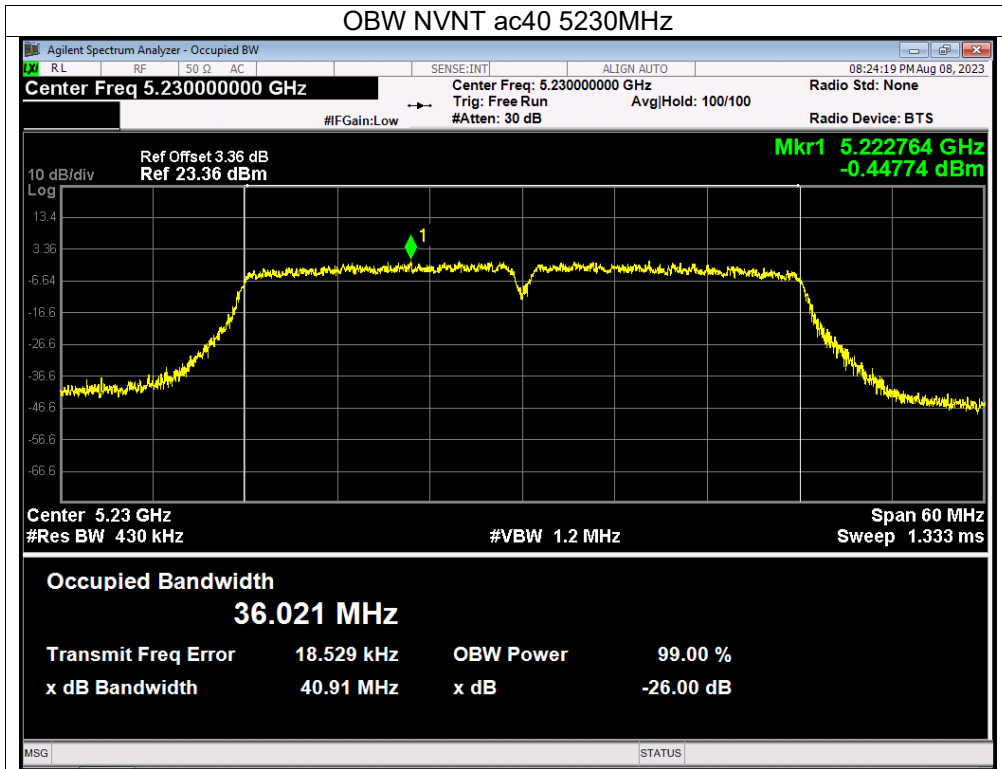 OBW NVNT ac40 5230MHz
Agilent Spectrum Analyzer - Occupied BW
LXI RL RF 50 Ω AC SENSE:INT ALIGN AUTO 08:24:19 PM Aug 08, 2023
Center Freq 5.230000000 GHz Center Freq: 5.230000000 GHz Radio Std: None
Trig: Free Run Avg|Hold: 100/100
#IFGain:Low #Atten: 30 dB Radio Device: BTS
Mkr1 5.222764 GHz
-0.44774 dBm
Ref Offset 3.36 dB
10 dB/div Ref 23.36 dBm
Log
13.4
1
3.36
-6.64
-16.6
-26.6
-36.6
-46.6
-56.6
-66.6
Center 5.23 GHz Span 60 MHz
#Res BW 430 kHz #VBW 1.2 MHz Sweep 1.333 ms
Occupied Bandwidth
36.021 MHz
Transmit Freq Error 18.529 kHz OBW Power 99.00 %
x dB Bandwidth 40.91 MHz x dB -26.00 dB
MSG STATUS